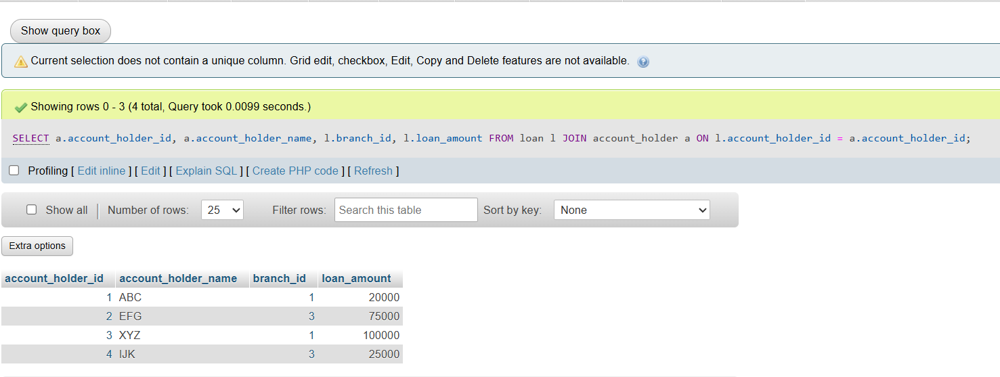 Show query box
Current selection does not contain a unique column. Grid edit, checkbox, Edit, Copy and Delete features are not available.
Showing rows 0 - 3 (4 total, Query took 0.0099 seconds.)
SELECT a.account_holder_id, a.account_holder_name, l.branch_id, l.loan_amount FROM loan l JOIN account_holder a ON l.account_holder_id = a.account_holder_id;
Profiling [ Edit inline ] [ Edit ] [ Explain SQL ] [ Create PHP code ] [ Refresh ]
Show all | Number of rows: 25 Filter rows: Search this table Sort by key: None
Extra options
account_holder_id account_holder_name branch_id loan_amount
1 ABC 1 20000
2 EFG 3 75000
3 XYZ 1 100000
4 IJK 3 25000